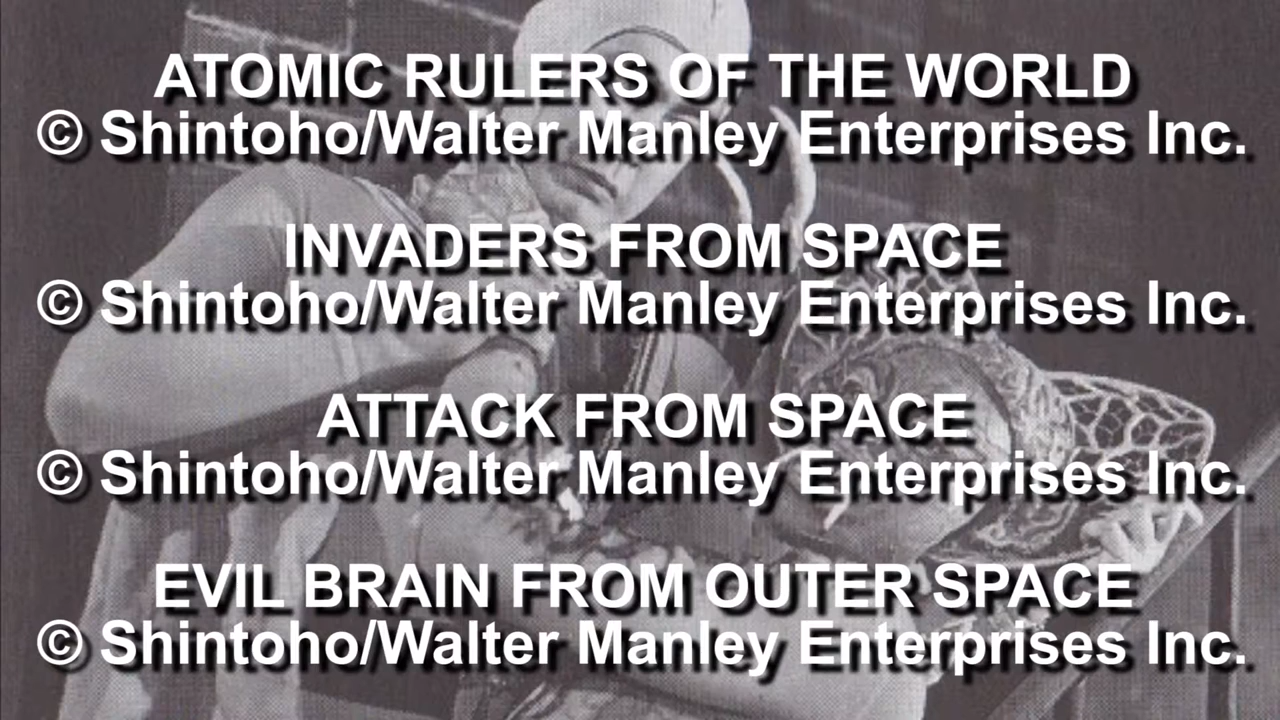 ATOMIC RULERS OF THE WORLD
© Shintoho/Walter Manley Enterprises Inc.
INVADERS FROM SPACE
© Shintoho/Walter Manley Enterprises Inc.
ATTACK FROM SPACE
© Shintoho/Walter Manley Enterprises Inc.
EVIL BRAIN FROM OUTER SPACE
© Shintoho/Walter Manley Enterprises Inc.